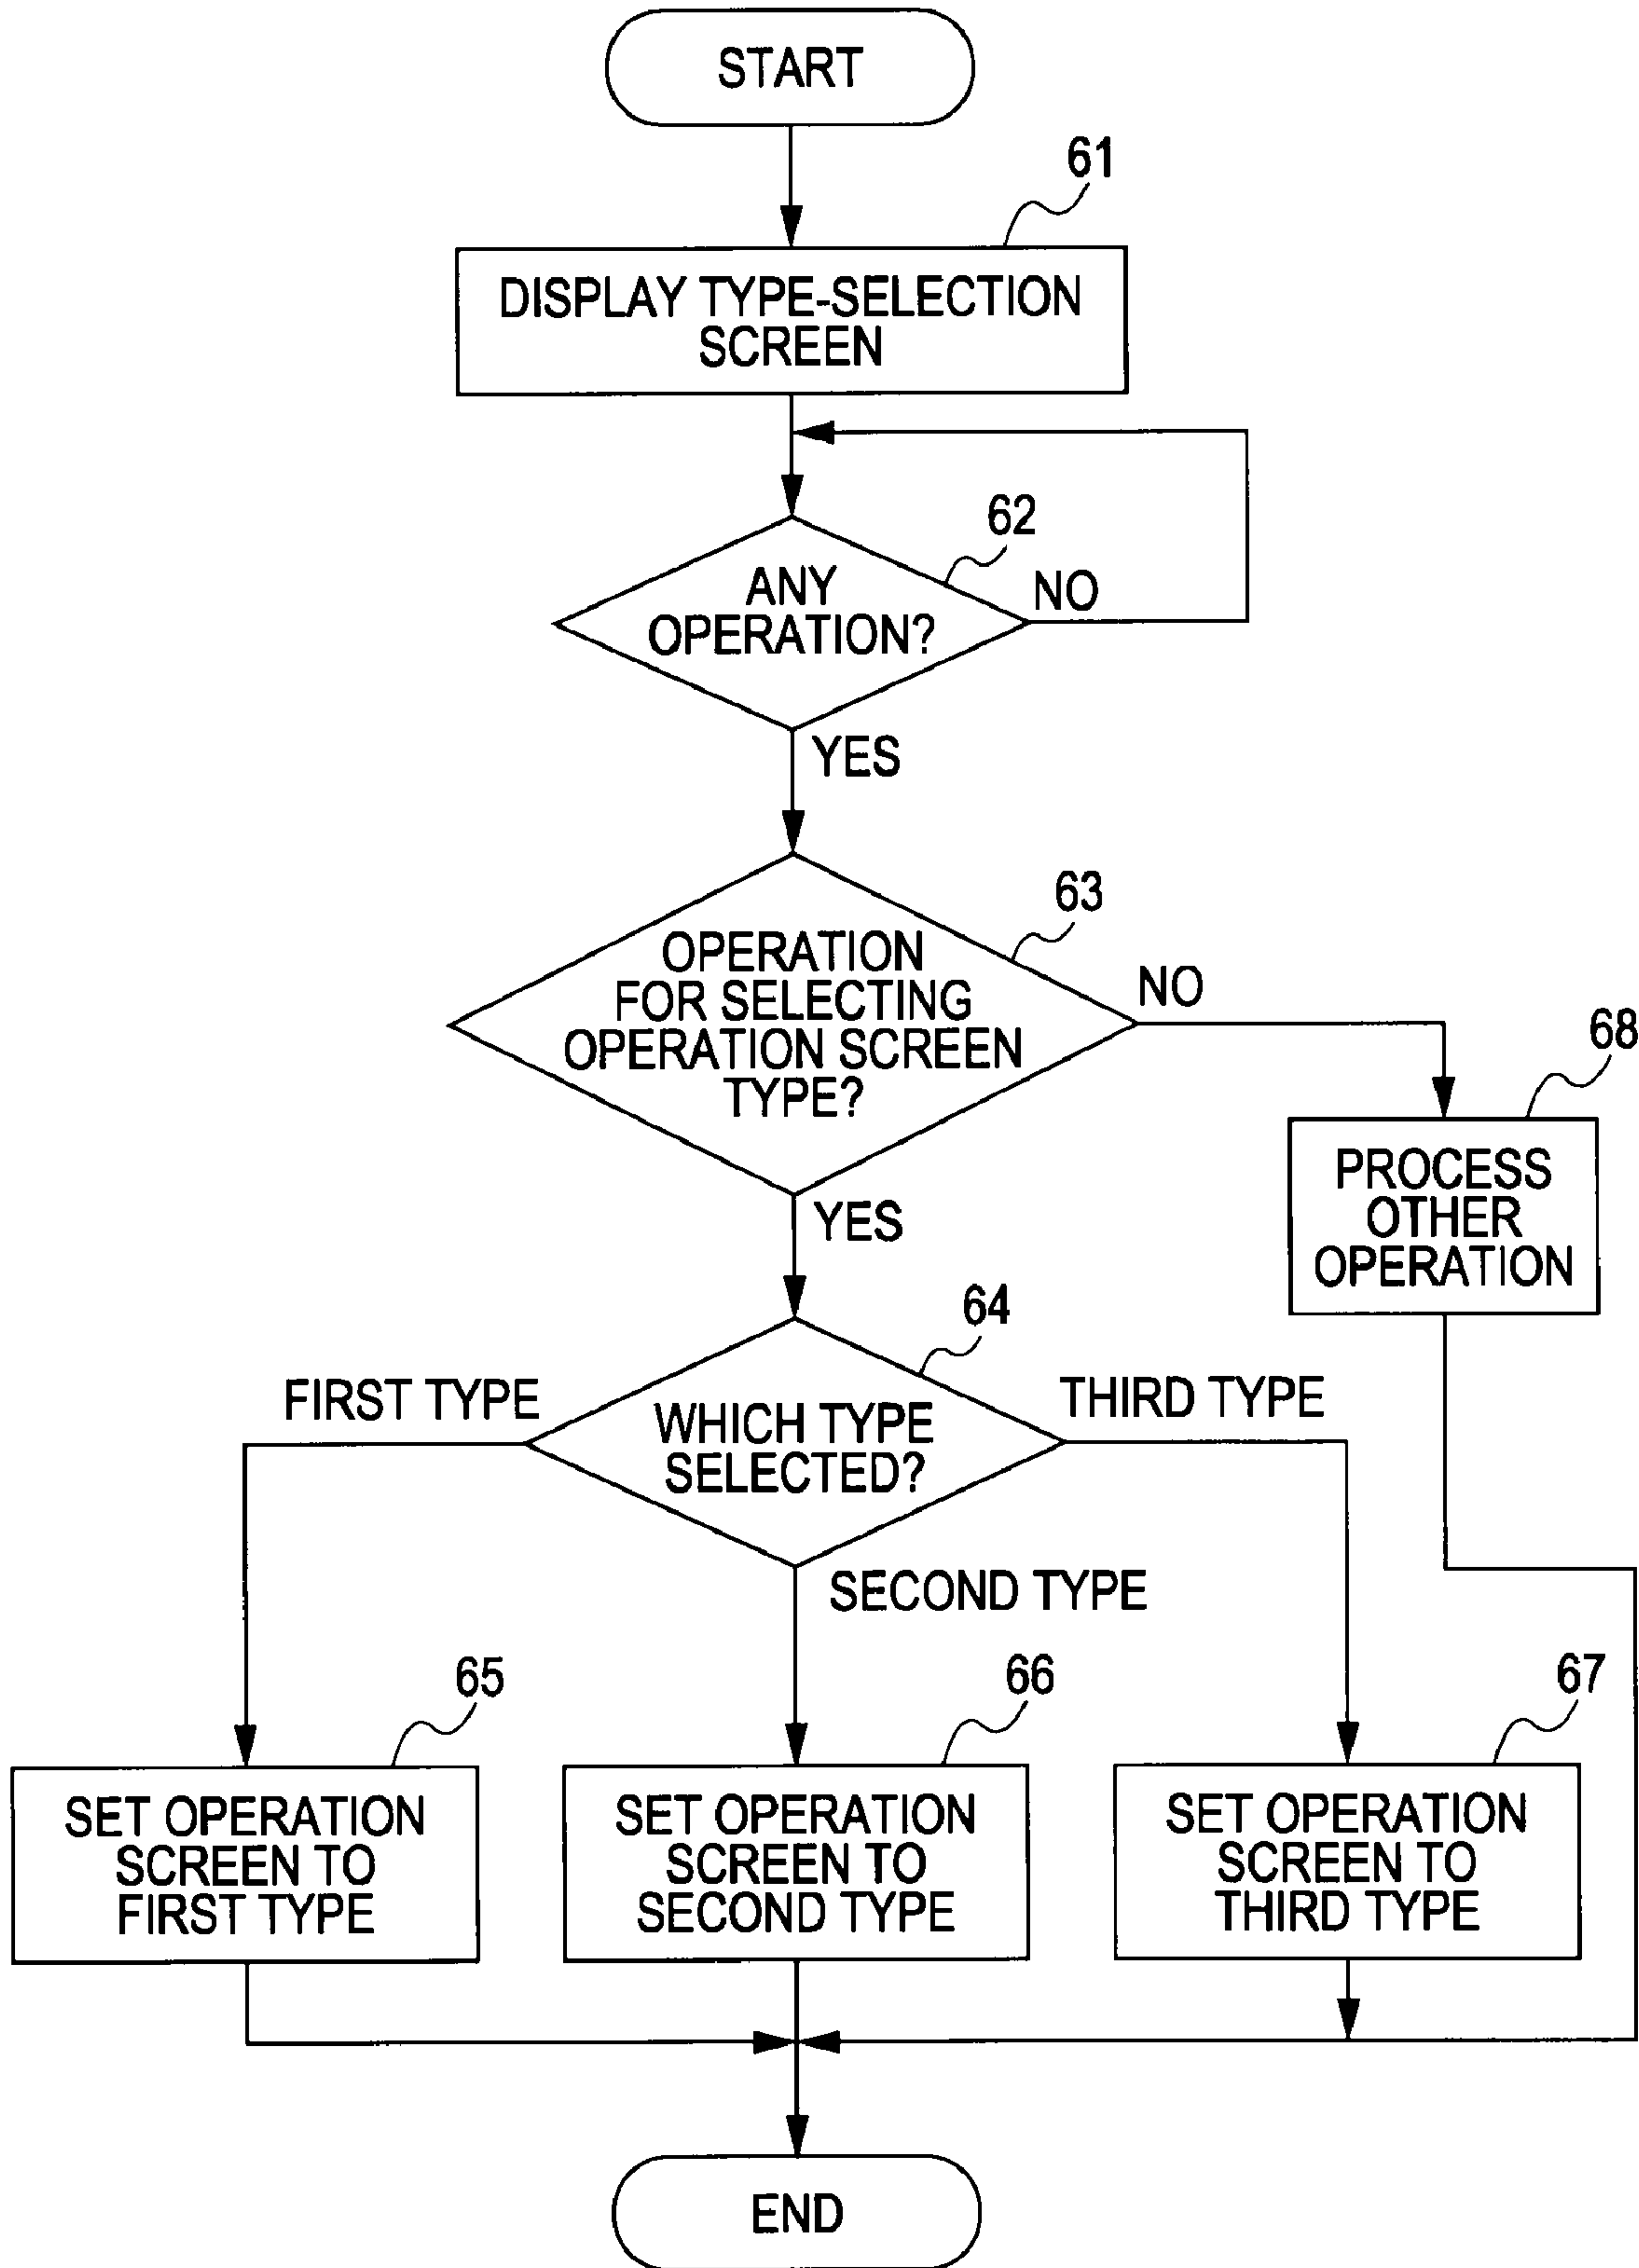 START
61
DISPLAY TYPE-SELECTION
SCREEN
62
ANY
OPERATION?
NO
YES
63
OPERATION
FOR SELECTING
OPERATION SCREEN
TYPE?
NO
68
PROCESS
OTHER
OPERATION
YES
64
FIRST TYPE
WHICH TYPE
SELECTED?
THIRD TYPE
SECOND TYPE
65
SET OPERATION
SCREEN TO
FIRST TYPE
66
SET OPERATION
SCREEN TO
SECOND TYPE
67
SET OPERATION
SCREEN TO
THIRD TYPE
END